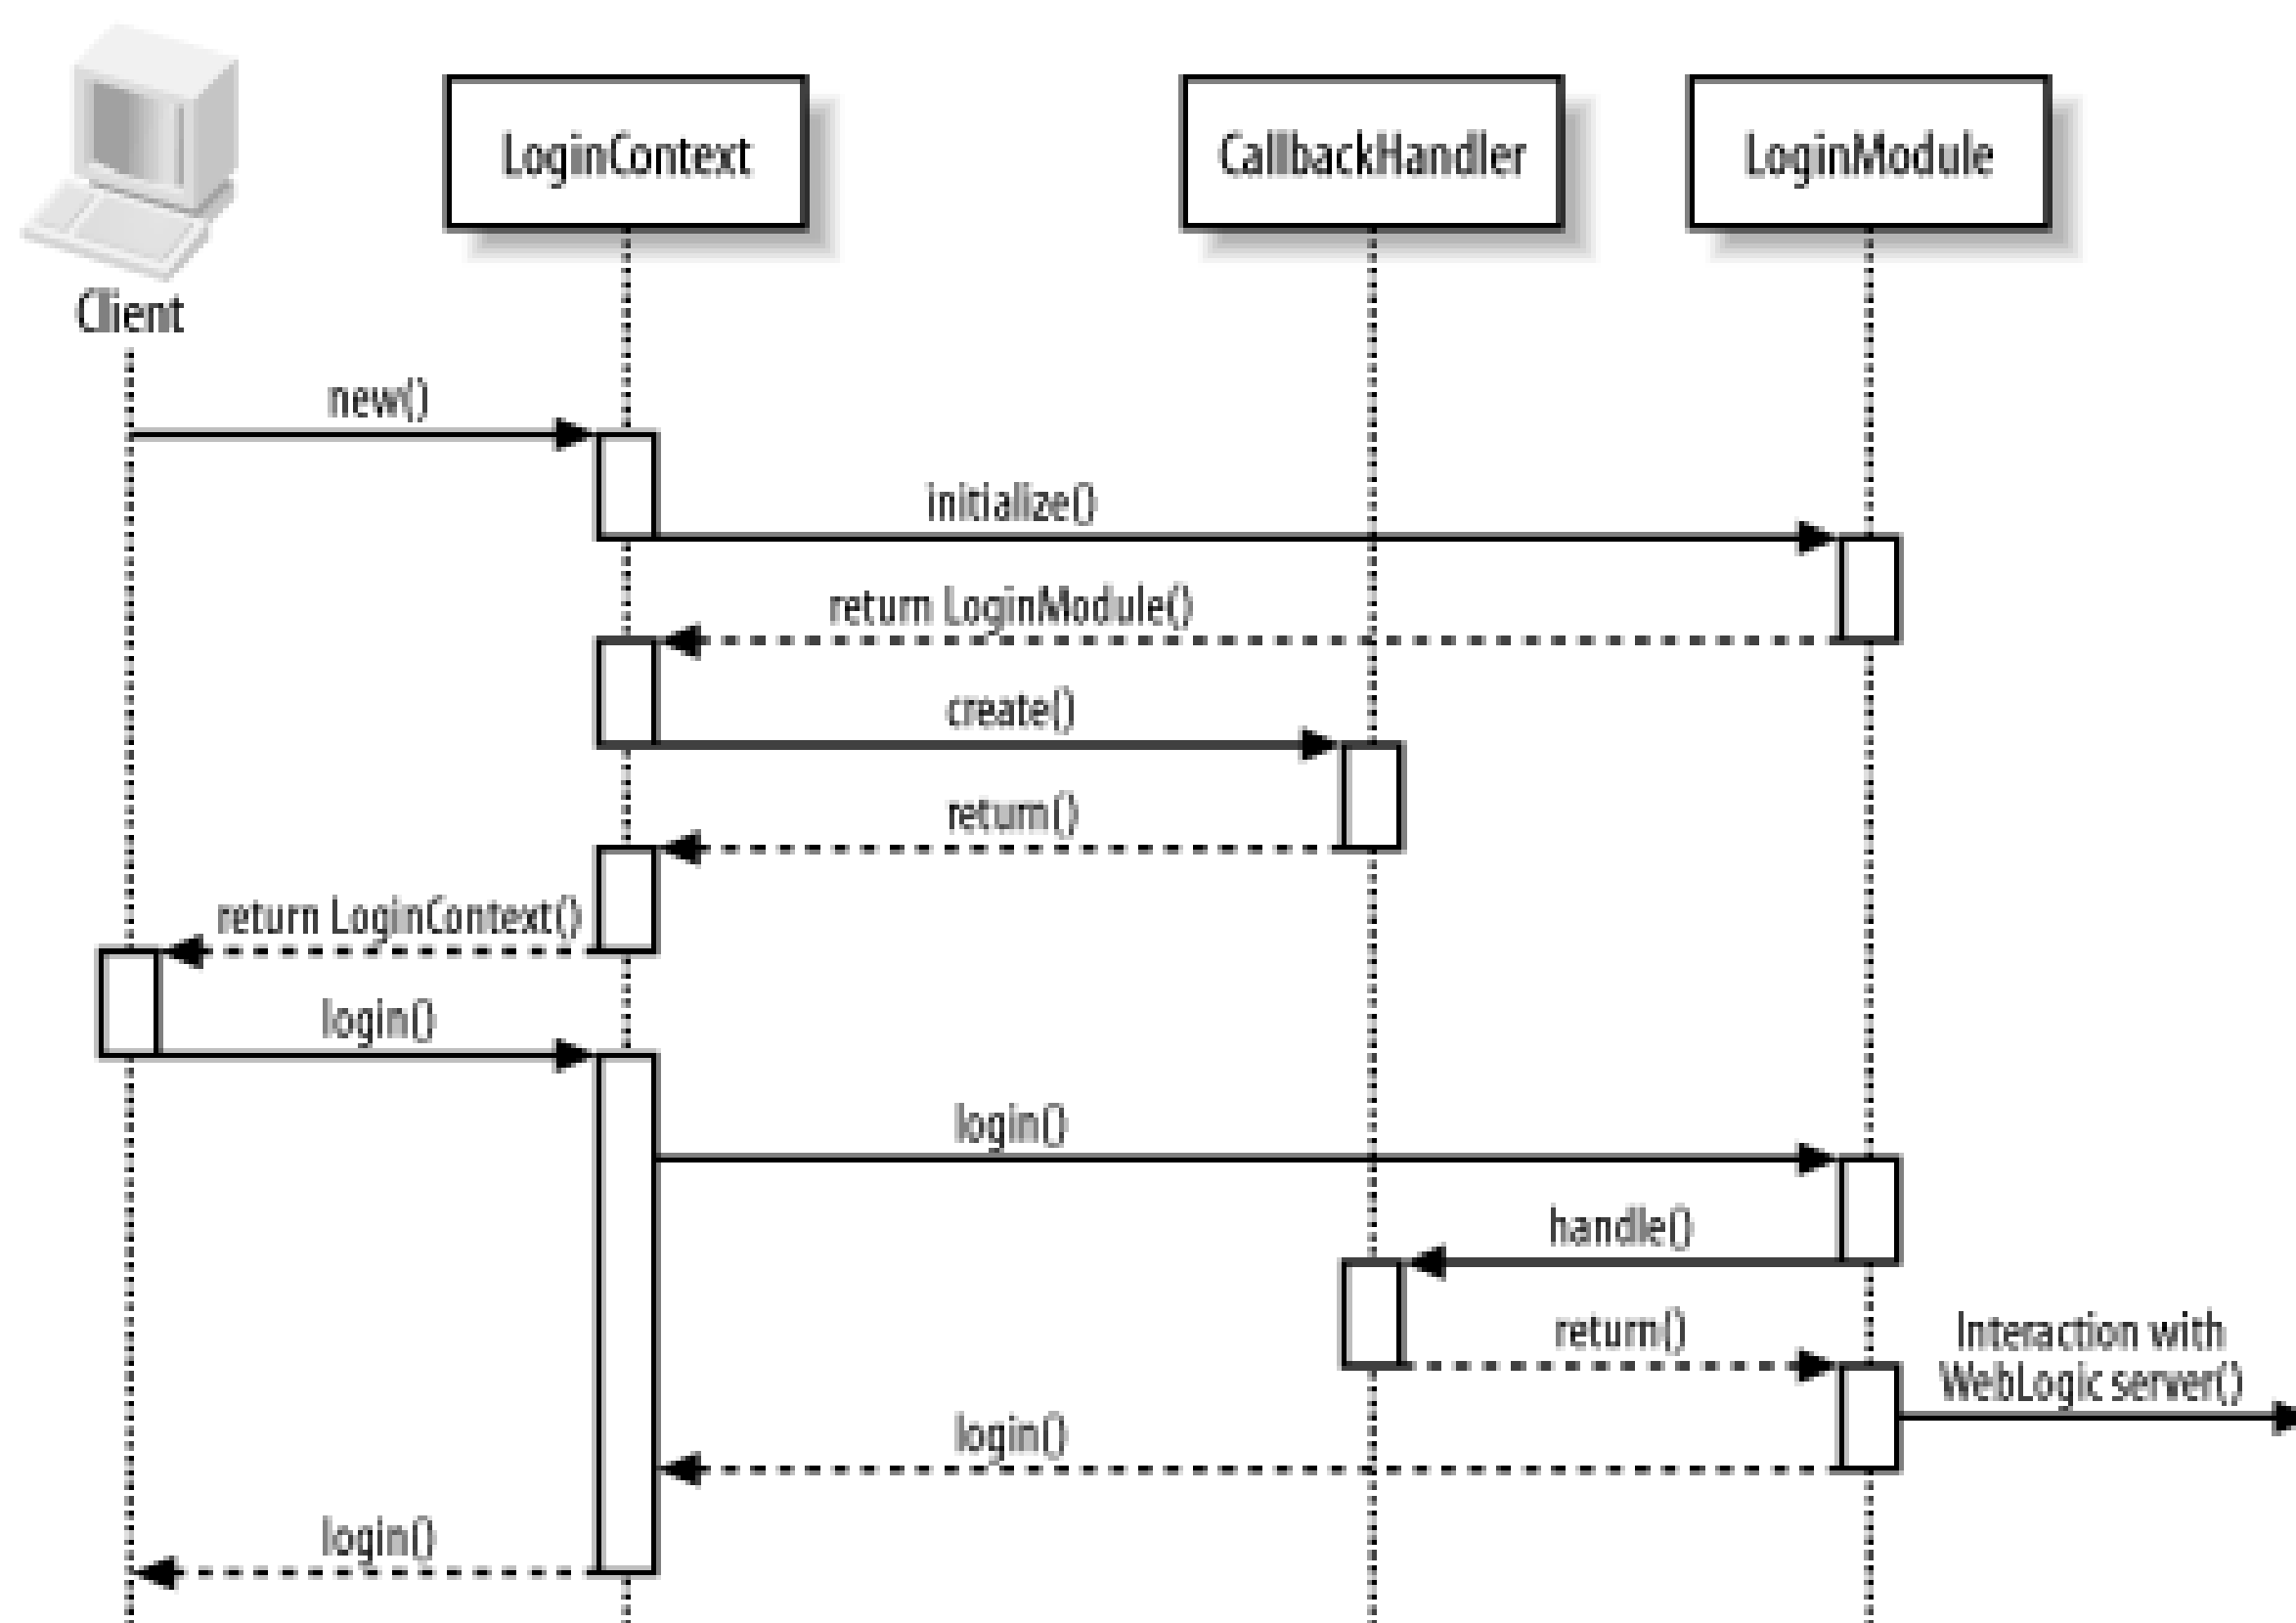 LoginContext
CallbackHandler
LoginModule
Client
new()
initialize()
return LoginModule()
create()
return()
return LoginContext()
login()
login()
handle()
return()
Interaction with
WebLogic server()
login()
login()